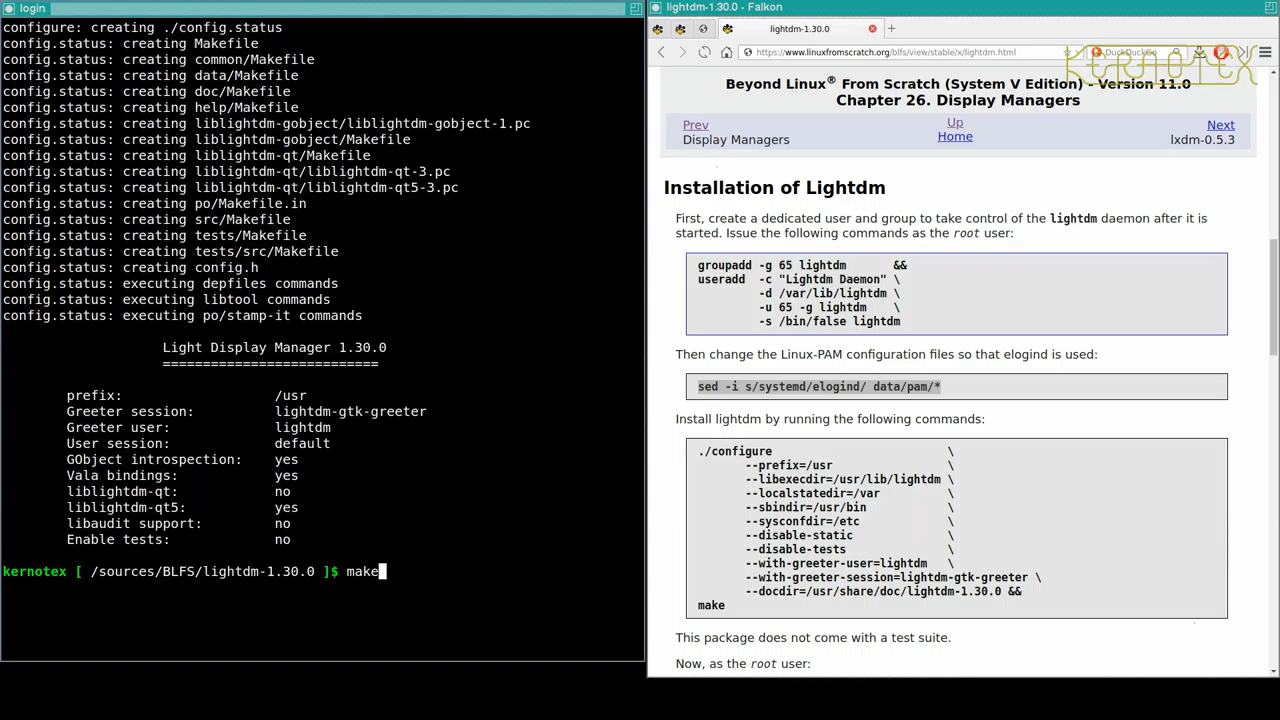 login
configure: creating ./config.status
config.status: creating Makefile
config.status: creating common/Makefile
config.status: creating data/Makefile
config.status: creating doc/Makefile
config.status: creating help/Makefile
config.status: creating liblightdm-gobject/liblightdm-gobject-1.pc
config.status: creating liblightdm-gobject/Makefile
config.status: creating liblightdm-qt/Makefile
config.status: creating liblightdm-qt/liblightdm-qt-3.pc
config.status: creating liblightdm-qt/liblightdm-qt5-3.pc
config.status: creating po/Makefile.in
config.status: creating src/Makefile
config.status: creating tests/Makefile
config.status: creating tests/src/Makefile
config.status: creating config.h
config.status: executing depfiles commands
config.status: executing libtool commands
config.status: executing po/stamp-it commands
Light Display Manager 1.30.0
===========================
prefix: /usr
Greeter session: lightdm-gtk-greeter
Greeter user: lightdm
User session: default
GObject introspection: yes
Vala bindings: yes
liblightdm-qt: no
liblightdm-qt5: yes
libaudit support: no
Enable tests: no
kernotex [ /sources/BLFS/lightdm-1.30.0 ]$ make
lightdm-1.30.0 - Falkon
lightdm-1.30.0
https://www.linuxfromscratch.org/blfs/view/stable/x/lightdm.html
DuckDuckGo
KERNOTEX
Beyond Linux® From Scratch (System V Edition) - Version 11.0
Chapter 26. Display Managers
Prev Up Next
Display Managers Home lxdm-0.5.3
Installation of Lightdm
First, create a dedicated user and group to take control of the lightdm daemon after it is
started. Issue the following commands as the root user:
groupadd -g 65 lightdm &&
useradd -c "Lightdm Daemon" \
-d /var/lib/lightdm \
-u 65 -g lightdm \
-s /bin/false lightdm
Then change the Linux-PAM configuration files so that elogind is used:
sed -i s/systemd/elogind/ data/pam/*
Install lightdm by running the following commands:
./configure \
--prefix=/usr \
--libexecdir=/usr/lib/lightdm \
--localstatedir=/var \
--sbindir=/usr/bin \
--sysconfdir=/etc \
--disable-static \
--disable-tests \
--with-greeter-user=lightdm \
--with-greeter-session=lightdm-gtk-greeter \
--docdir=/usr/share/doc/lightdm-1.30.0 &&
make
This package does not come with a test suite.
Now, as the root user: